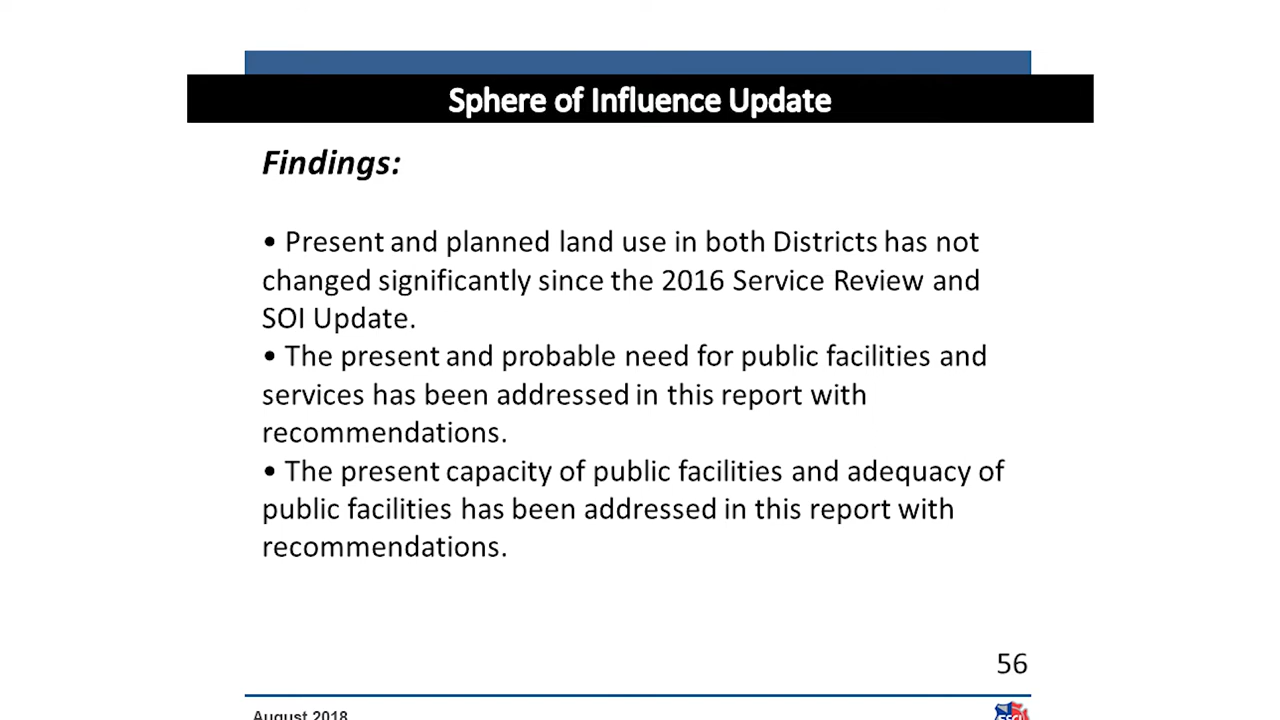 Sphere of Influence Update
Findings:
• Present and planned land use in both Districts has not
changed significantly since the 2016 Service Review and
SOI Update.
• The present and probable need for public facilities and
services has been addressed in this report with
recommendations.
• The present capacity of public facilities and adequacy of
public facilities has been addressed in this report with
recommendations.
56
August 2018